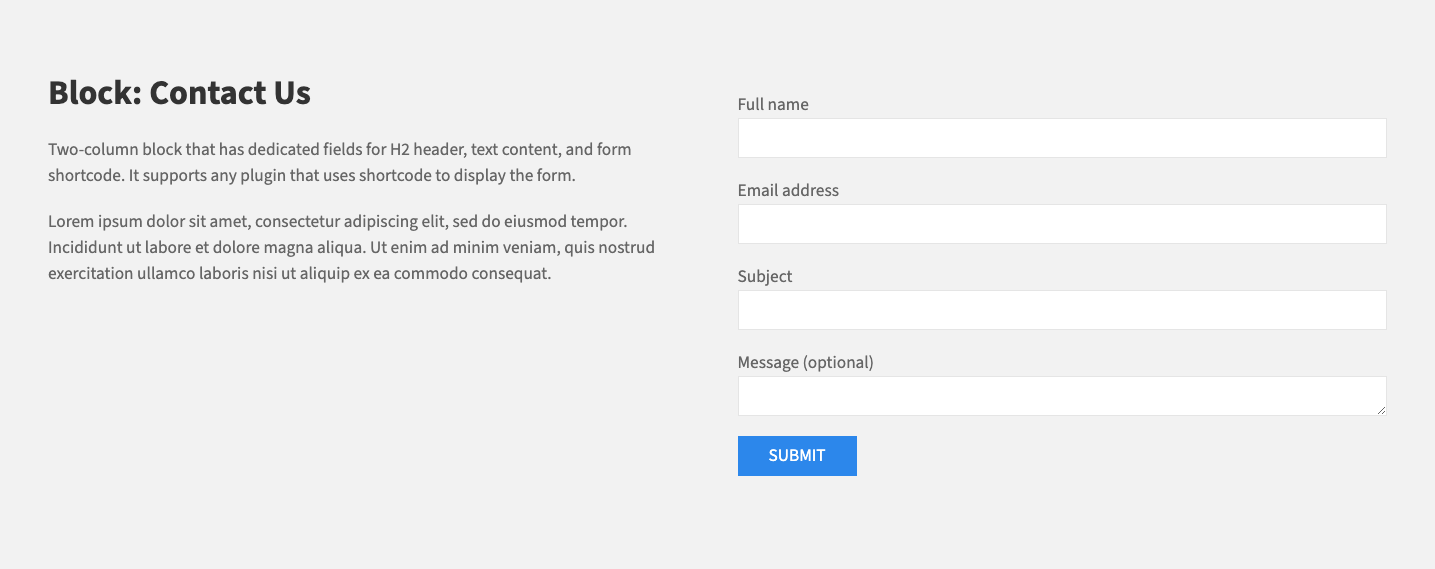 Block: Contact Us
Two-column block that has dedicated fields for H2 header, text content, and form
shortcode. It supports any plugin that uses shortcode to display the form.
Lorem ipsum dolor sit amet, consectetur adipiscing elit, sed do eiusmod tempor.
Incididunt ut labore et dolore magna aliqua. Ut enim ad minim veniam, quis nostrud
exercitation ullamco laboris nisi ut aliquip ex ea commodo consequat.
Full name
Email address
Subject
Message (optional)
SUBMIT